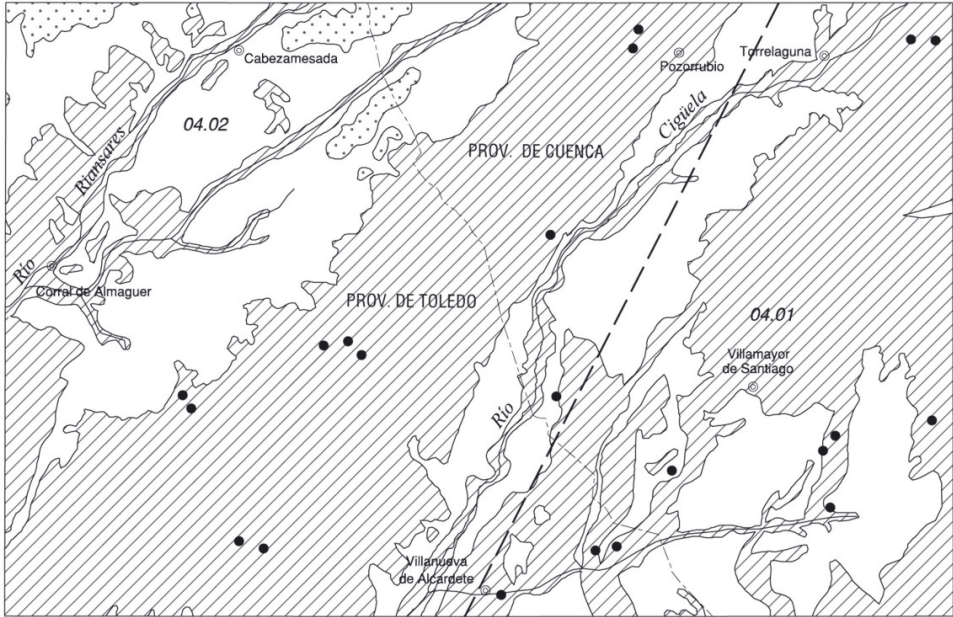 Cabezamesada
Pozorrubio
Torrelaguna
04.02
Riansares
Cigüela
PROV. DE CUENCA
Río
Corral de Almaguer
PROV. DE TOLEDO
04.01
Villamayor
de Santiago
Río
Villanueva
de Alcardete